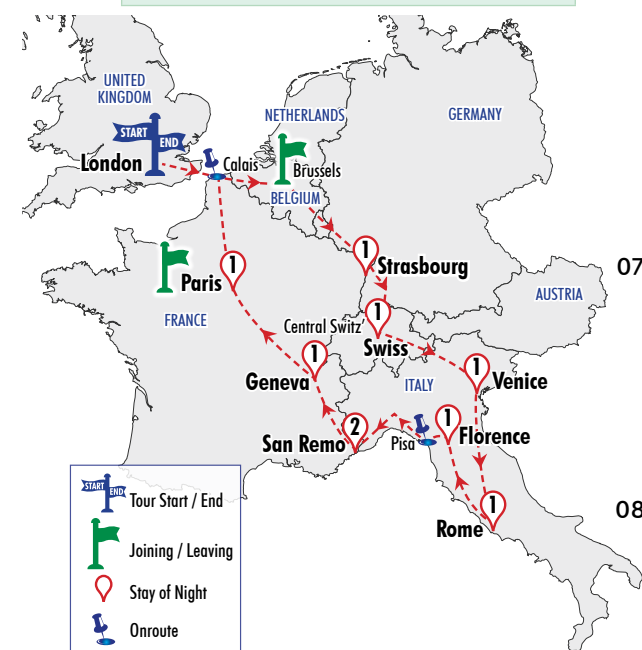 UNITED
KINGDOM
NETHERLANDS
GERMANY
START
END
London
Calais
Brussels
BELGIUM
1
Strasbourg
07
Paris
1
AUSTRIA
FRANCE
Central Switz'
1
Swiss
1
Geneva
ITALY
1
Venice
San Remo
2
Pisa
1
Florence
START
END
Tour Start / End
1
Rome
08
Joining / Leaving
Stay of Night
Onroute